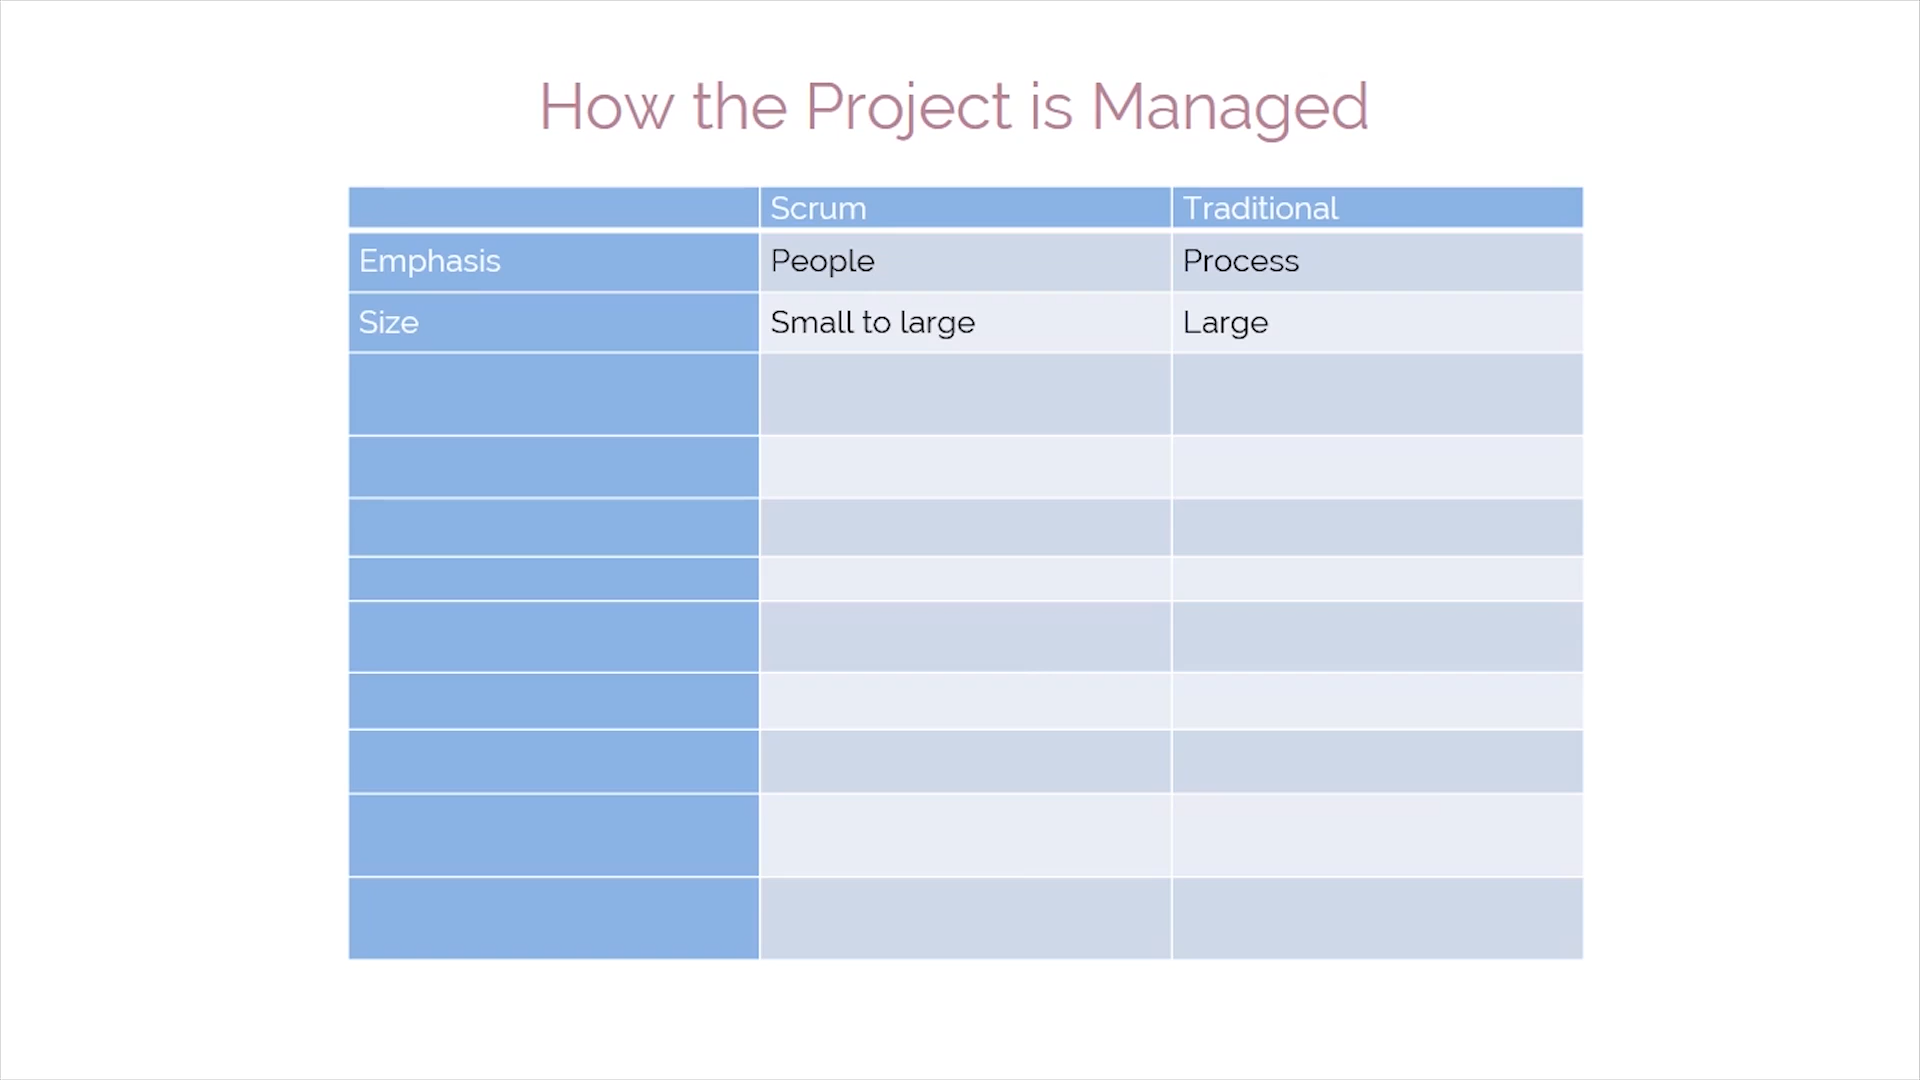 How the Project is Managed
Scrum Traditional
Emphasis People Process
Size Small to large Large